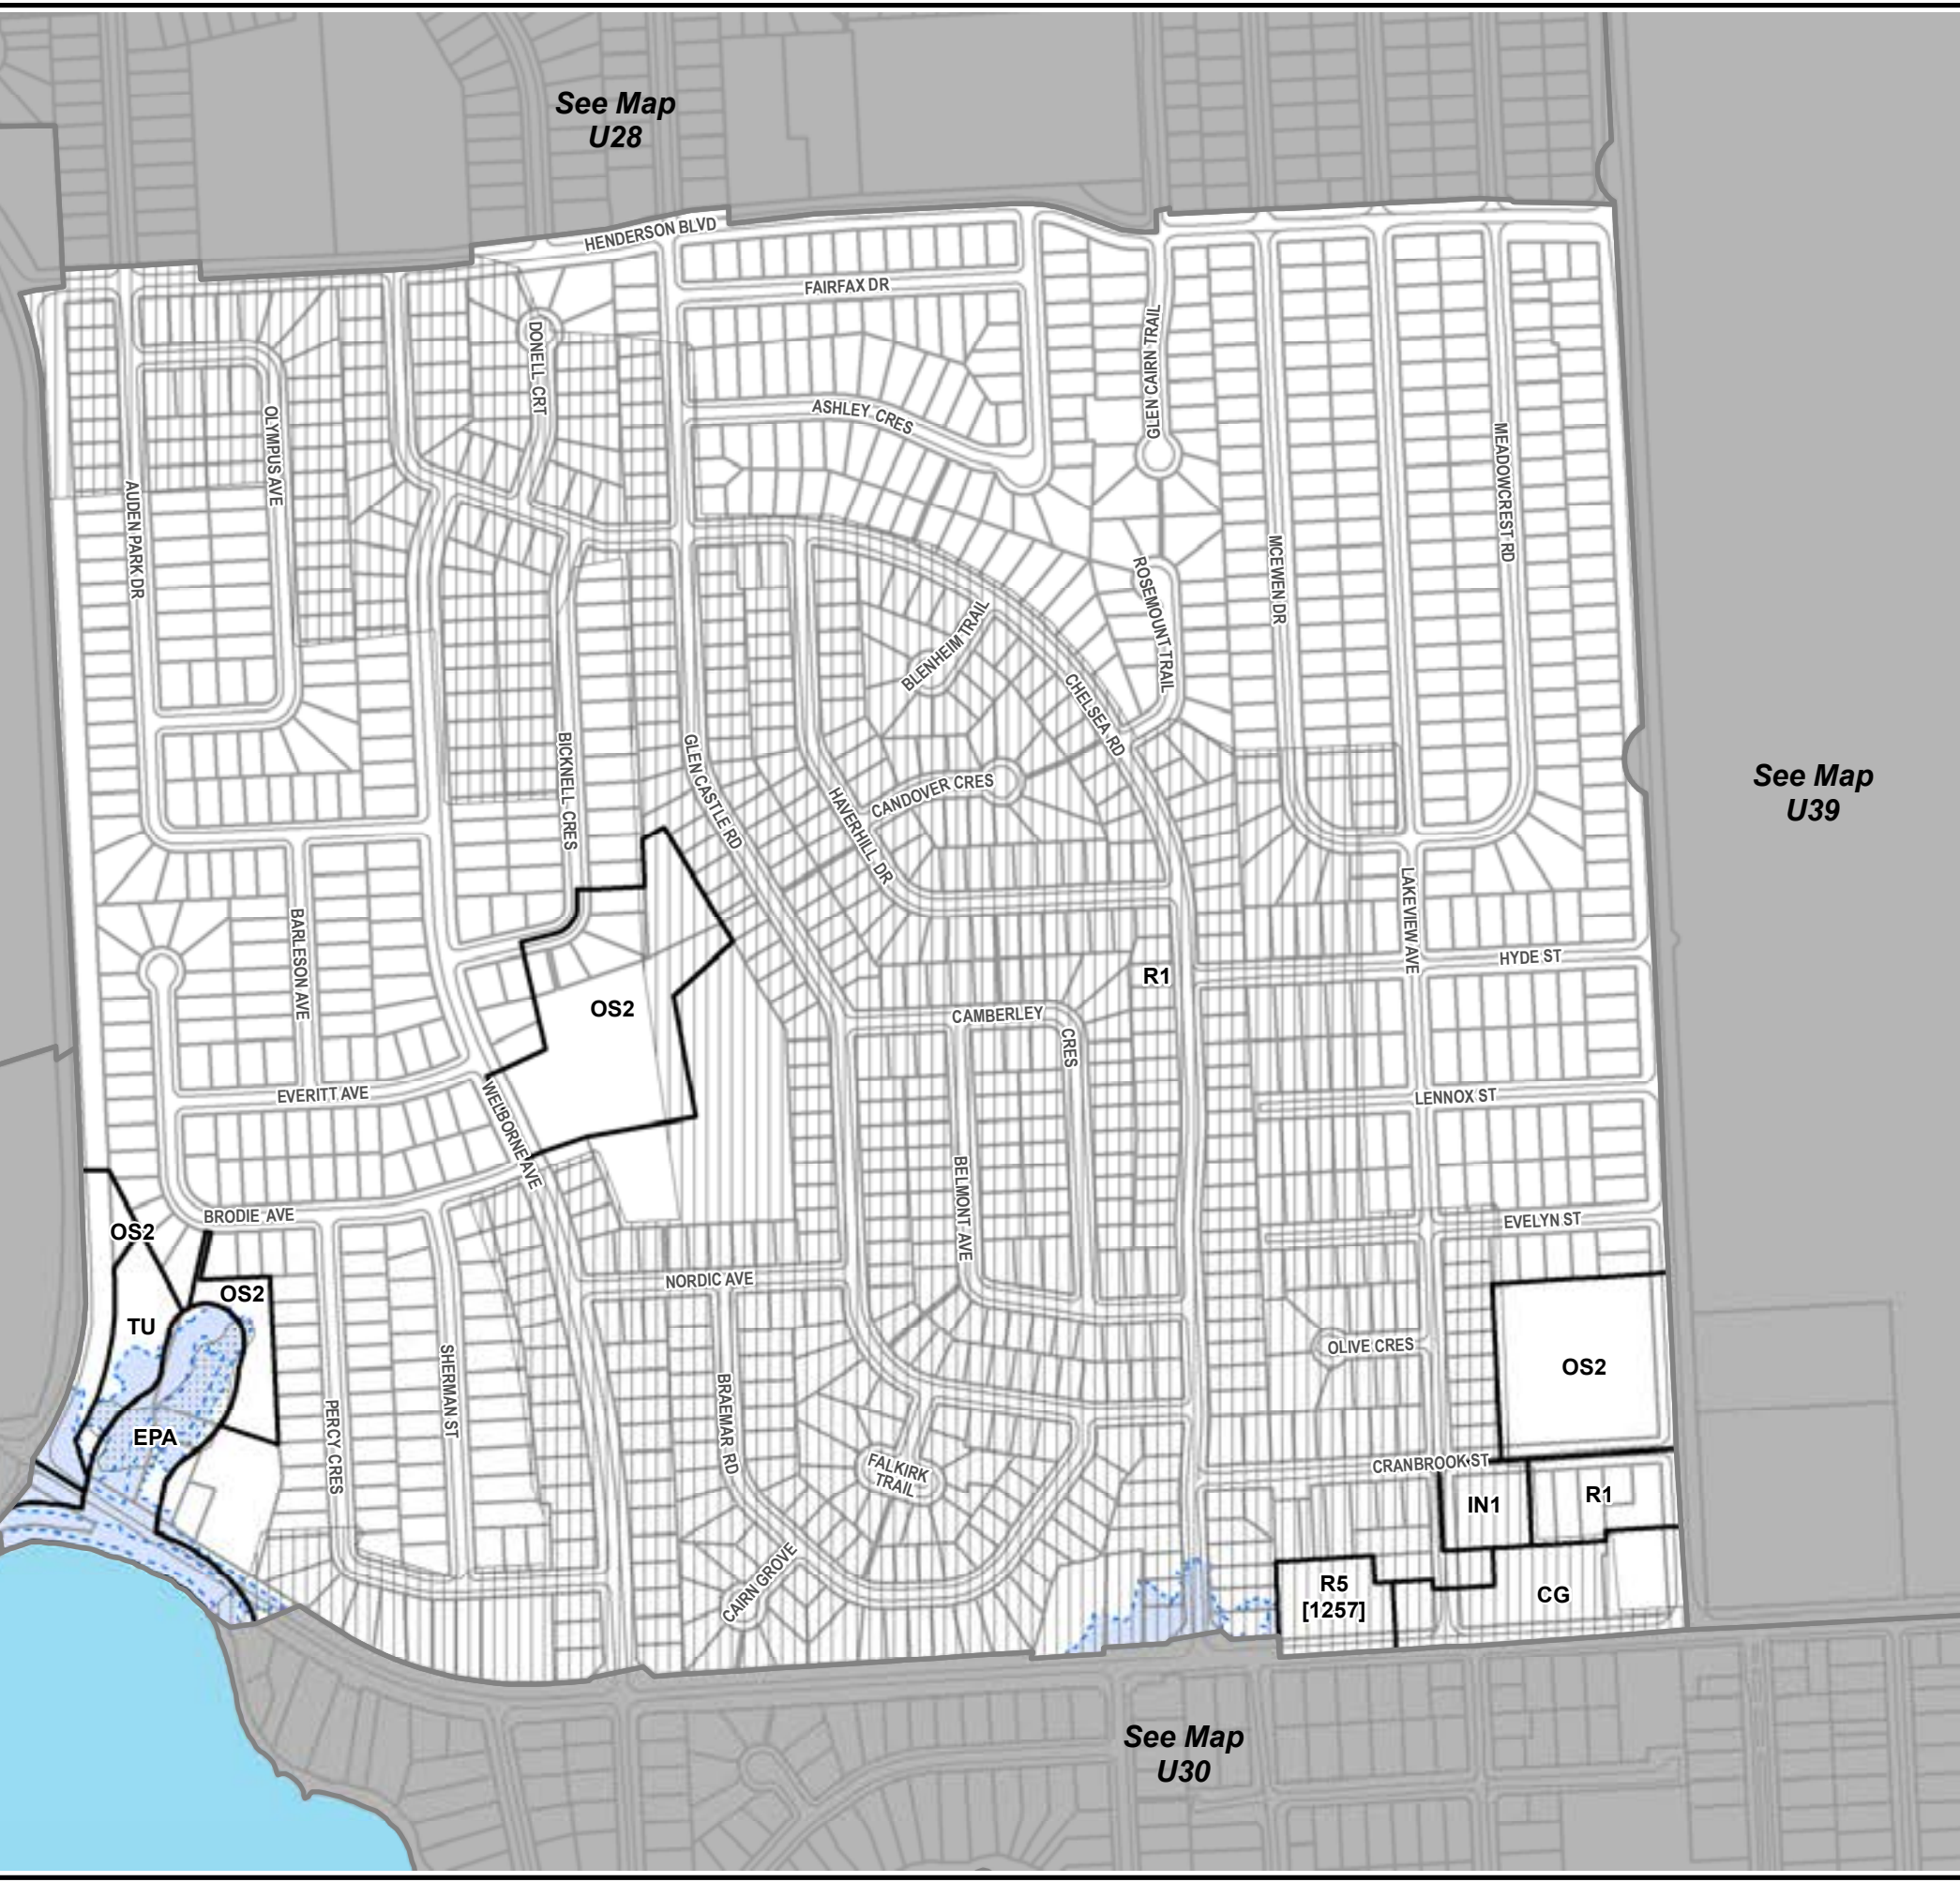 See Map
U28
HENDERSON BLVD
FAIRFAX DR
DONELL CRT
GLEN CAIRN TRAIL
ASHLEY CRES
OLYMPUS AVE
MEADOWCREST RD
AUDEN PARK DR
MCEWEN DR
ROSEMOUNT TRAIL
BLENHEIM TRAIL
CHELSEA RD
BICKNELL CRES
GLEN CASTLE RD
CANDOVER CRES
HAVERHILL DR
See Map
U39
LAKEVIEW AVE
BARLESON AVE
HYDE ST
R1
OS2
CAMBERLEY
CRES
EVERITT AVE
WELBORNE AVE
LENNOX ST
BELMONT AVE
BRODIE AVE
EVELYN ST
OS2
NORDIC AVE
OS2
TU
OLIVE CRES
OS2
SHERMAN ST
BRAEMAR RD
PERCY CRES
EPA
FALKIRK
TRAIL
CRANBROOK ST
IN1
R1
CAIRN GROVE
R5
[1257]
CG
See Map
U30